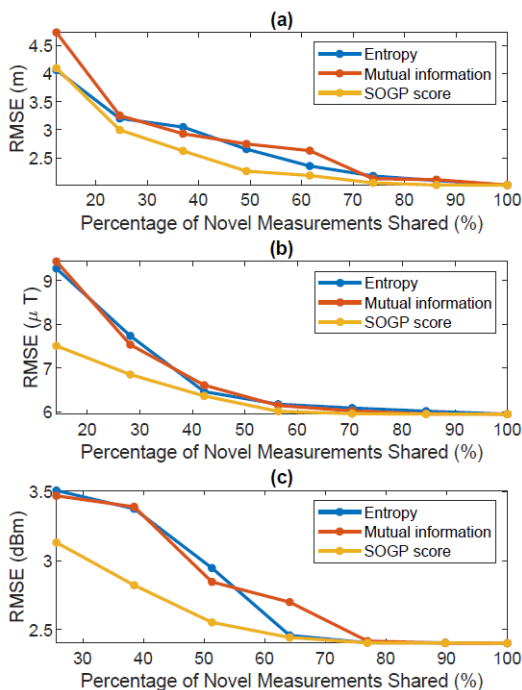 (a)
4.5
4
3.5
3
2.5
RMSE (m)
Entropy
Mutual information
SOGP score
20 30 40 50 60 70 80 90 100
Percentage of Novel Measurements Shared (%)
(b)
9
8
7
6
RMSE (μ T)
Entropy
Mutual information
SOGP score
20 30 40 50 60 70 80 90 100
Percentage of Novel Measurements Shared (%)
(c)
3.5
3
2.5
RMSE (dBm)
Entropy
Mutual information
SOGP score
30 40 50 60 70 80 90 100
Percentage of Novel Measurements Shared (%)